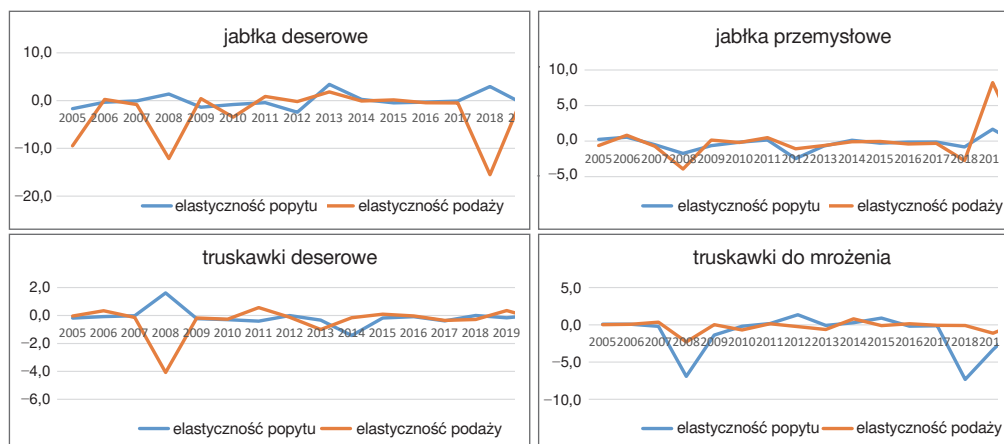 jabłka deserowe
10,0
0,0
−10,0
−20,0
2005 2006 2007 2008 2009 2010 2011 2012 2013 2014 2015 2016 2017 2018 2
elastyczność popytu elastyczność podaży
jabłka przemysłowe
10,0
5,0
0,0
−5,0
2005 2006 2007 2008 2009 2010 2011 2012 2013 2014 2015 2016 2017 2018 201
elastyczność popytu elastyczność podaży
truskawki deserowe
2,0
0,0
−2,0
−4,0
−6,0
2005 2006 2007 2008 2009 2010 2011 2012 2013 2014 2015 2016 2017 2018 2019
elastyczność popytu elastyczność podaży
truskawki do mrożenia
5,0
0,0
−5,0
−10,0
2005 2006 2007 2008 2009 2010 2011 2012 2013 2014 2015 2016 2017 2018 201
elastyczność popytu elastyczność podaży